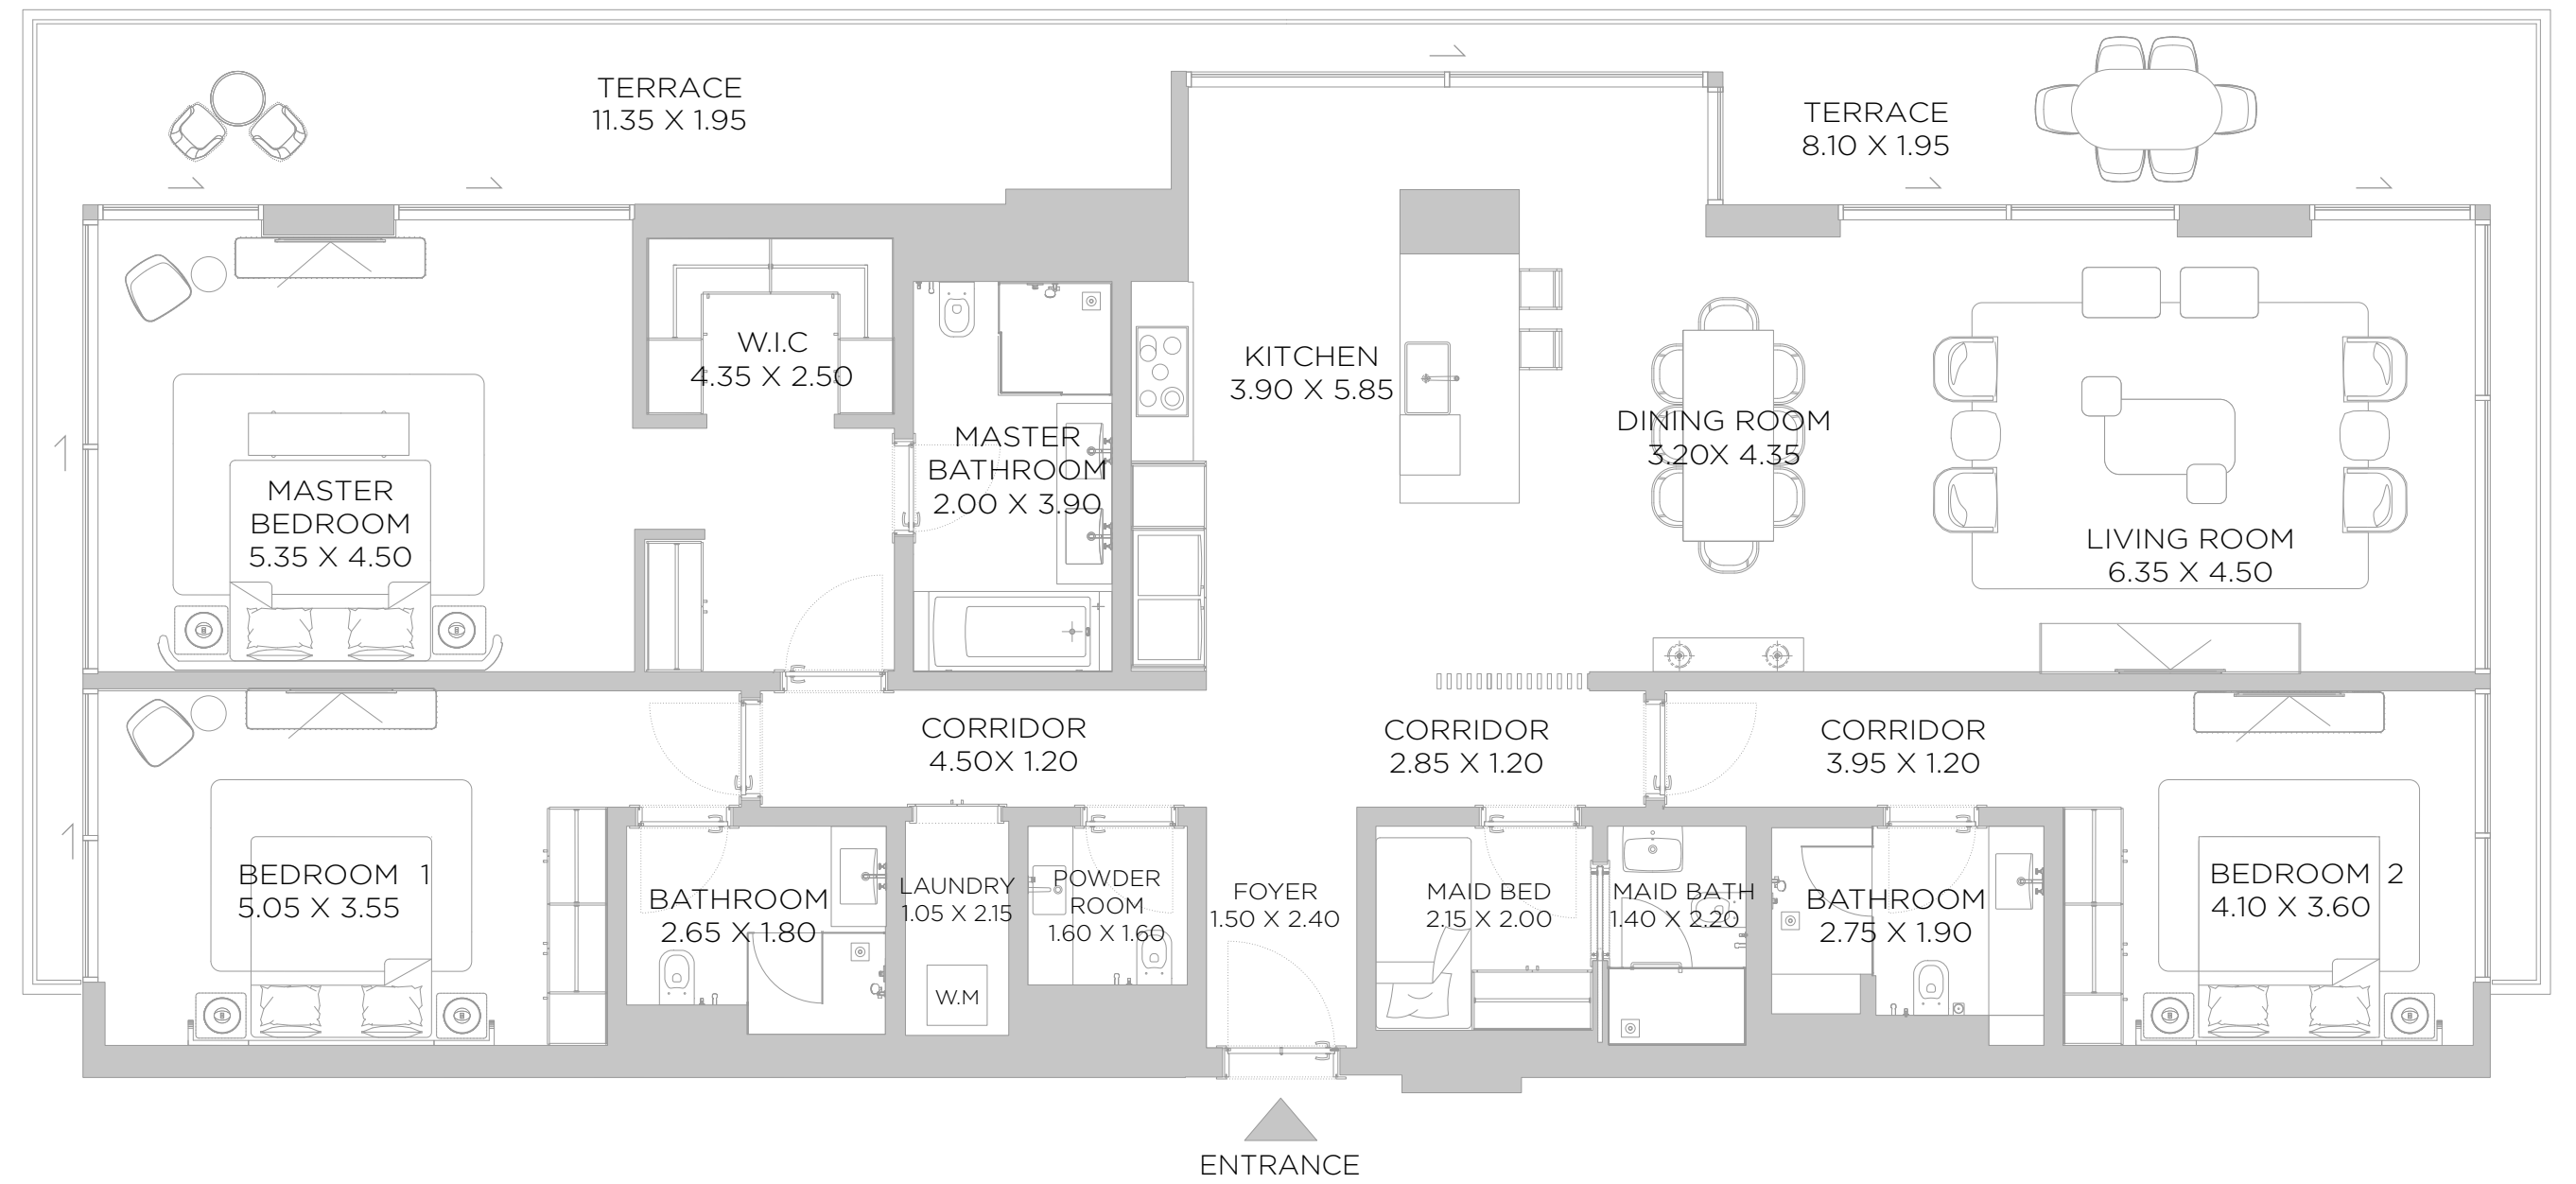 TERRACE
11.35 X 1.95
TERRACE
8.10 X 1.95
W.I.C
4.35 X 2.50
KITCHEN
3.90 X 5.85
DINING ROOM
3.20X 4.35
MASTER
BATHROOM
2.00 X 3.90
MASTER
BEDROOM
5.35 X 4.50
LIVING ROOM
6.35 X 4.50
CORRIDOR
4.50X 1.20
CORRIDOR
2.85 X 1.20
CORRIDOR
3.95 X 1.20
BEDROOM 1
5.05 X 3.55
BATHROOM
2.65 X 1.80
LAUNDRY
1.05 X 2.15
W.M
POWDER
ROOM
1.60 X 1.60
FOYER
1.50 X 2.40
MAID BED
2.15 X 2.00
MAID BATH
1.40 X 2.20
BATHROOM
2.75 X 1.90
BEDROOM 2
4.10 X 3.60
ENTRANCE